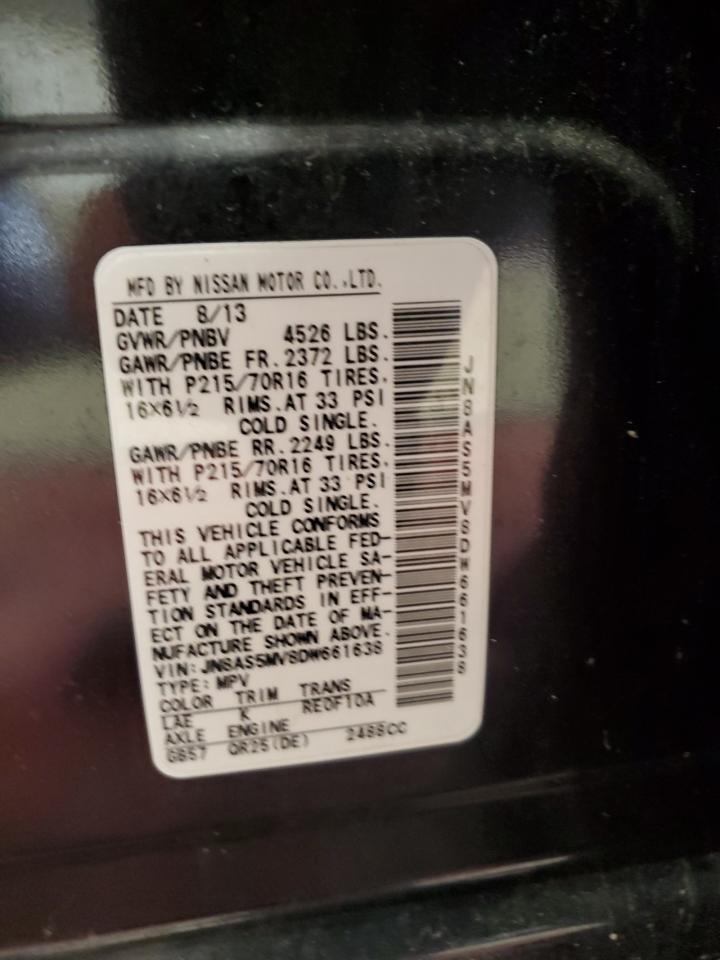 MFD BY NISSAN MOTOR CO.,LTD.
DATE 8/13
GVWR/PNBV 4526 LBS.
GAWR/PNBE FR. 2372 LBS.
WITH P215/70R16 TIRES,
16×6½ RIMS.AT 33 PSI
COLD SINGLE.
GAWR/PNBE RR. 2249 LBS.
WITH P215/70R16 TIRES,
16×6½ RIMS.AT 33 PSI
COLD SINGLE.
THIS VEHICLE CONFORMS
TO ALL APPLICABLE FED-
ERAL MOTOR VEHICLE SA-
FETY AND THEFT PREVEN-
TION STANDARDS IN EFF-
ECT ON THE DATE OF MA-
NUFACTURE SHOWN ABOVE.
VIN:JN8AS5MV8DW661638
TYPE:MPV
COLOR TRIM TRANS
LAE K RE0F10A
AXLE ENGINE
GB57 QR25(DE) 2488CC
JN8AS5MV8DW661638